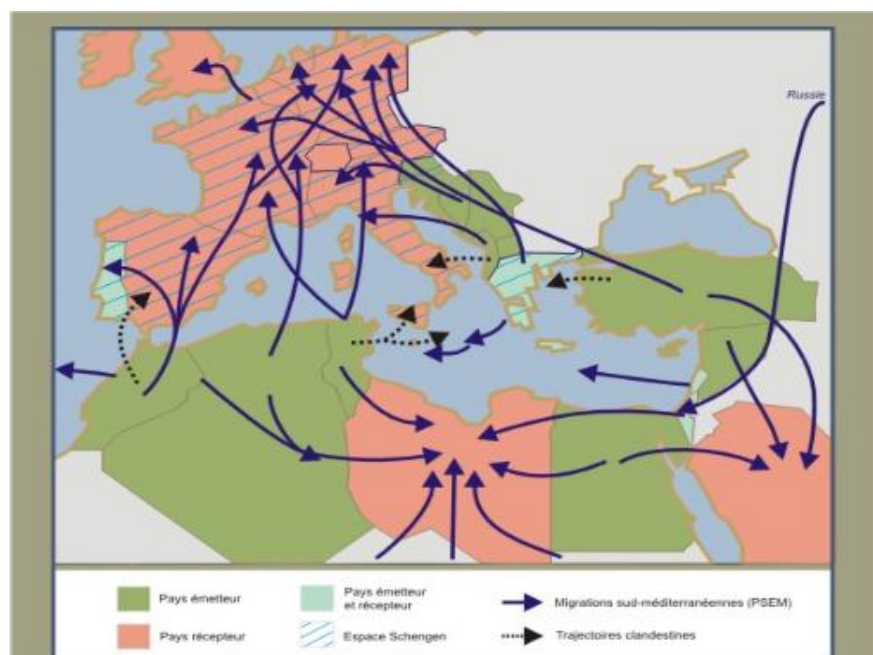 Russie
Pays émetteur
Pays récepteur
Pays émetteur
et récepteur
Espace Schengen
Migrations sud-méditerranéennes (PSEM)
Trajectoires clandestines